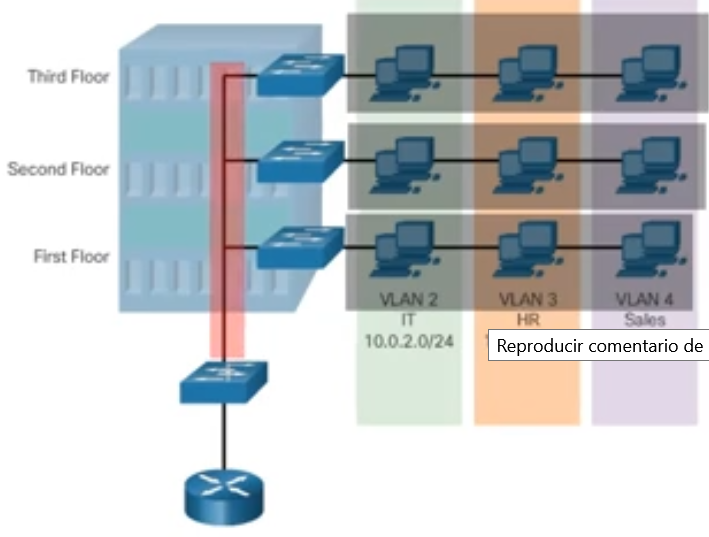 Third Floor
Second Floor
First Floor
VLAN 2
IT
10.0.2.0/24
VLAN 3
HR
VLAN 4
Sales
Reproducir comentario de